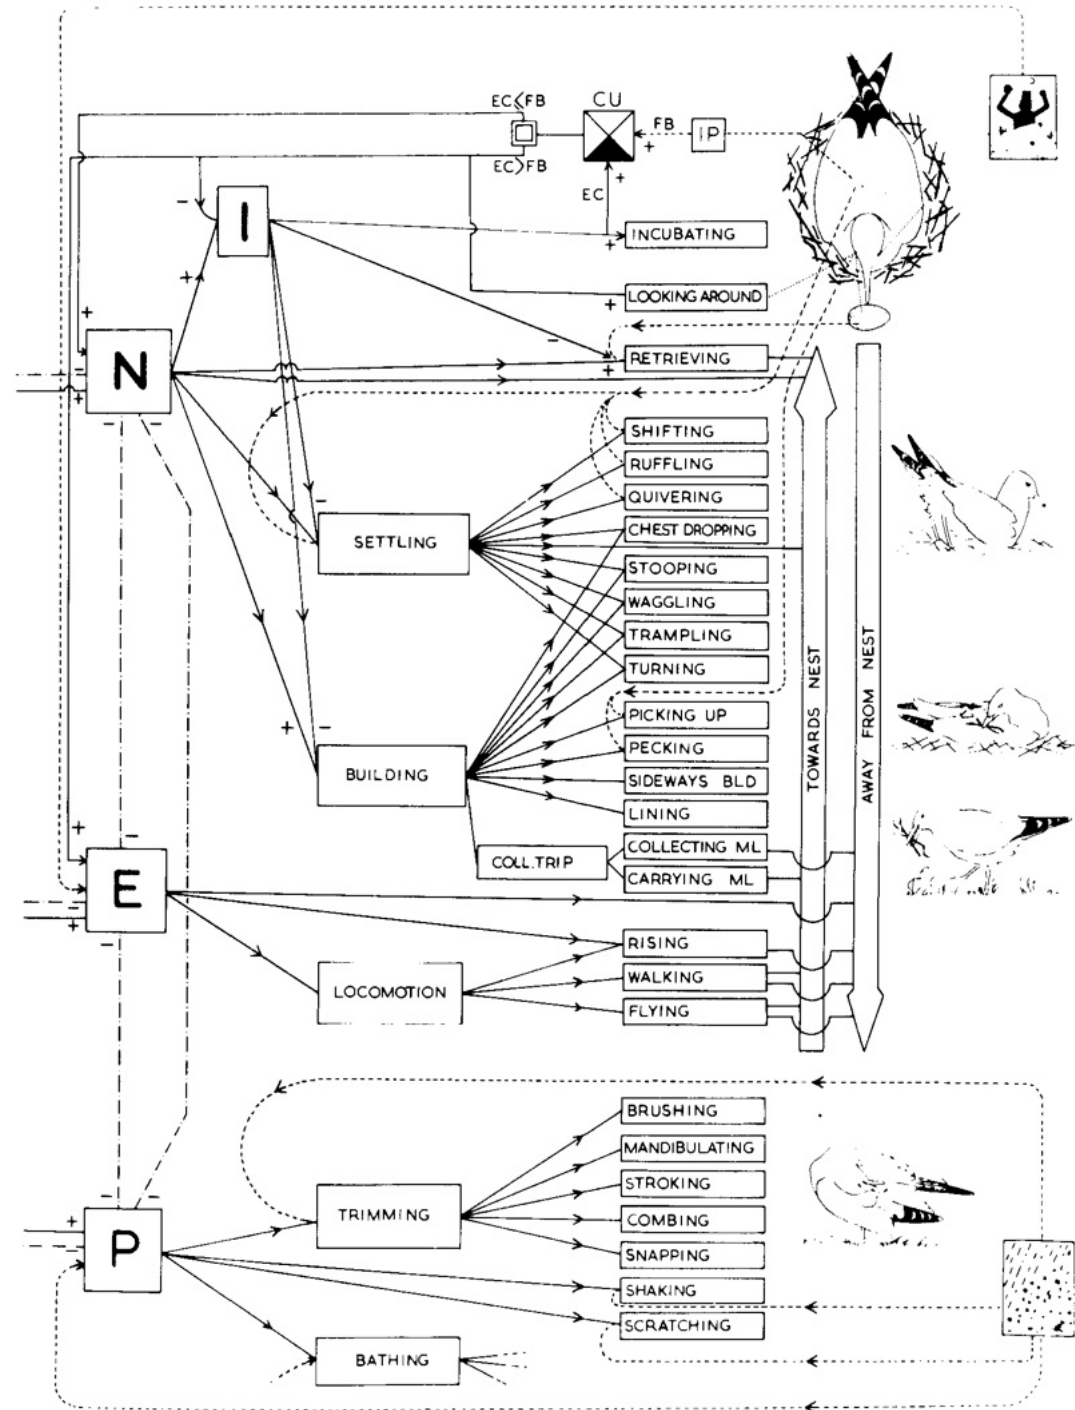 EC<FB
CU
FB
IP
+
EC>FB
EC
+
-
I
INCUBATING
+
+
LOOKING AROUND
+
+
-
RETRIEVING
+
-
N
+
- -
SHIFTING
RUFFLING
QUIVERING
-
CHEST DROPPING
SETTLING
STOOPING
WAGGLING
TRAMPLING
TURNING
TOWARDS NEST
AWAY FROM NEST
PICKING UP
+ -
PECKING
BUILDING
SIDEWAYS BLD
LINING
+ -
COLLECTING ML
COLL.TRIP
CARRYING ML
E
-
+
-
RISING
WALKING
LOCOMOTION
FLYING
BRUSHING
MANDIBULATING
STROKING
- -
TRIMMING
COMBING
+
P
-
SNAPPING
SHAKING
SCRATCHING
BATHING